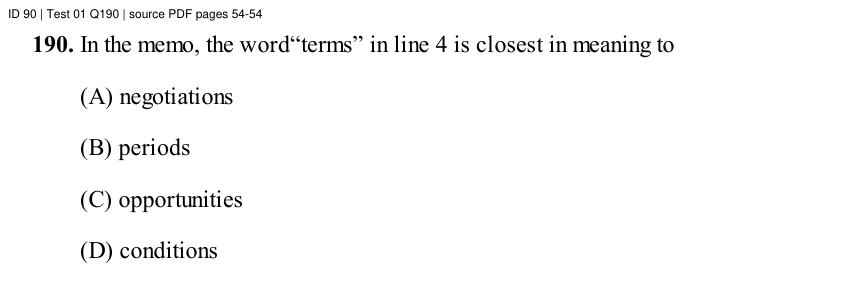 ID 90 | Test 01 Q190 | source PDF pages 54-54
190. In the memo, the word“terms” in line 4 is closest in meaning to
(A) negotiations
(B) periods
(C) opportunities
(D) conditions